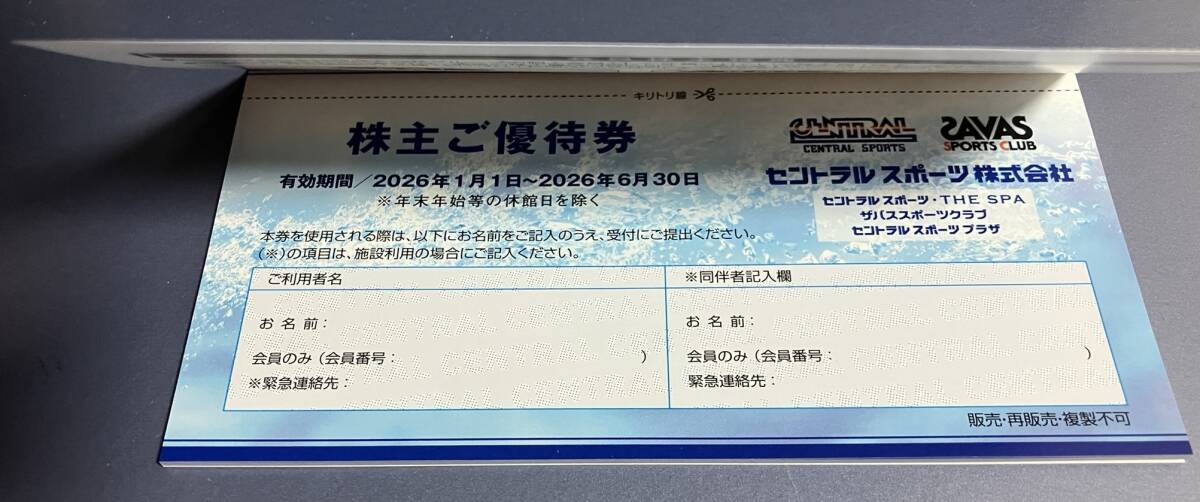 キリトリ線
株主ご優待券
有効期間／2026年1月1日~2026年6月30日
※年末年始等の休館日を除く
CENTRAL
CENTRAL SPORTS
SAVAS
SPORTS CLUB
セントラルスポーツ株式会社
セントラルスポーツ・THE SPA
ザバススポーツクラブ
セントラルスポーツプラザ
本券を使用される際は、以下にお名前をご記入のうえ、受付にご提出ください。
(※)の項目は、施設利用の場合にご記入ください。
ご利用者名
お名前：
会員のみ（会員番号： ）
※緊急連絡先：
※同伴者記入欄
お名前：
会員のみ（会員番号： ）
緊急連絡先：
販売・再販売・複製不可